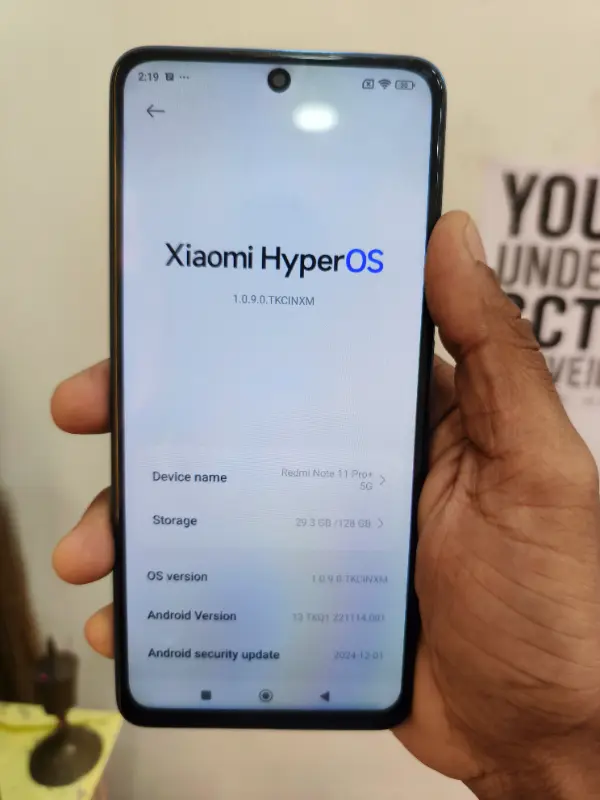 2:19
Xiaomi HyperOS
1.0.9.0.TKCINXM
Device name
Redmi Note 11 Pro+
5G
Storage
29.3 GB /128 GB
OS version
1.0.9.0.TKCINXM
Android Version
13 TKQ1.221114.001
Android security update
2024-12-01
YOU
UNDE
CCT
VEIL